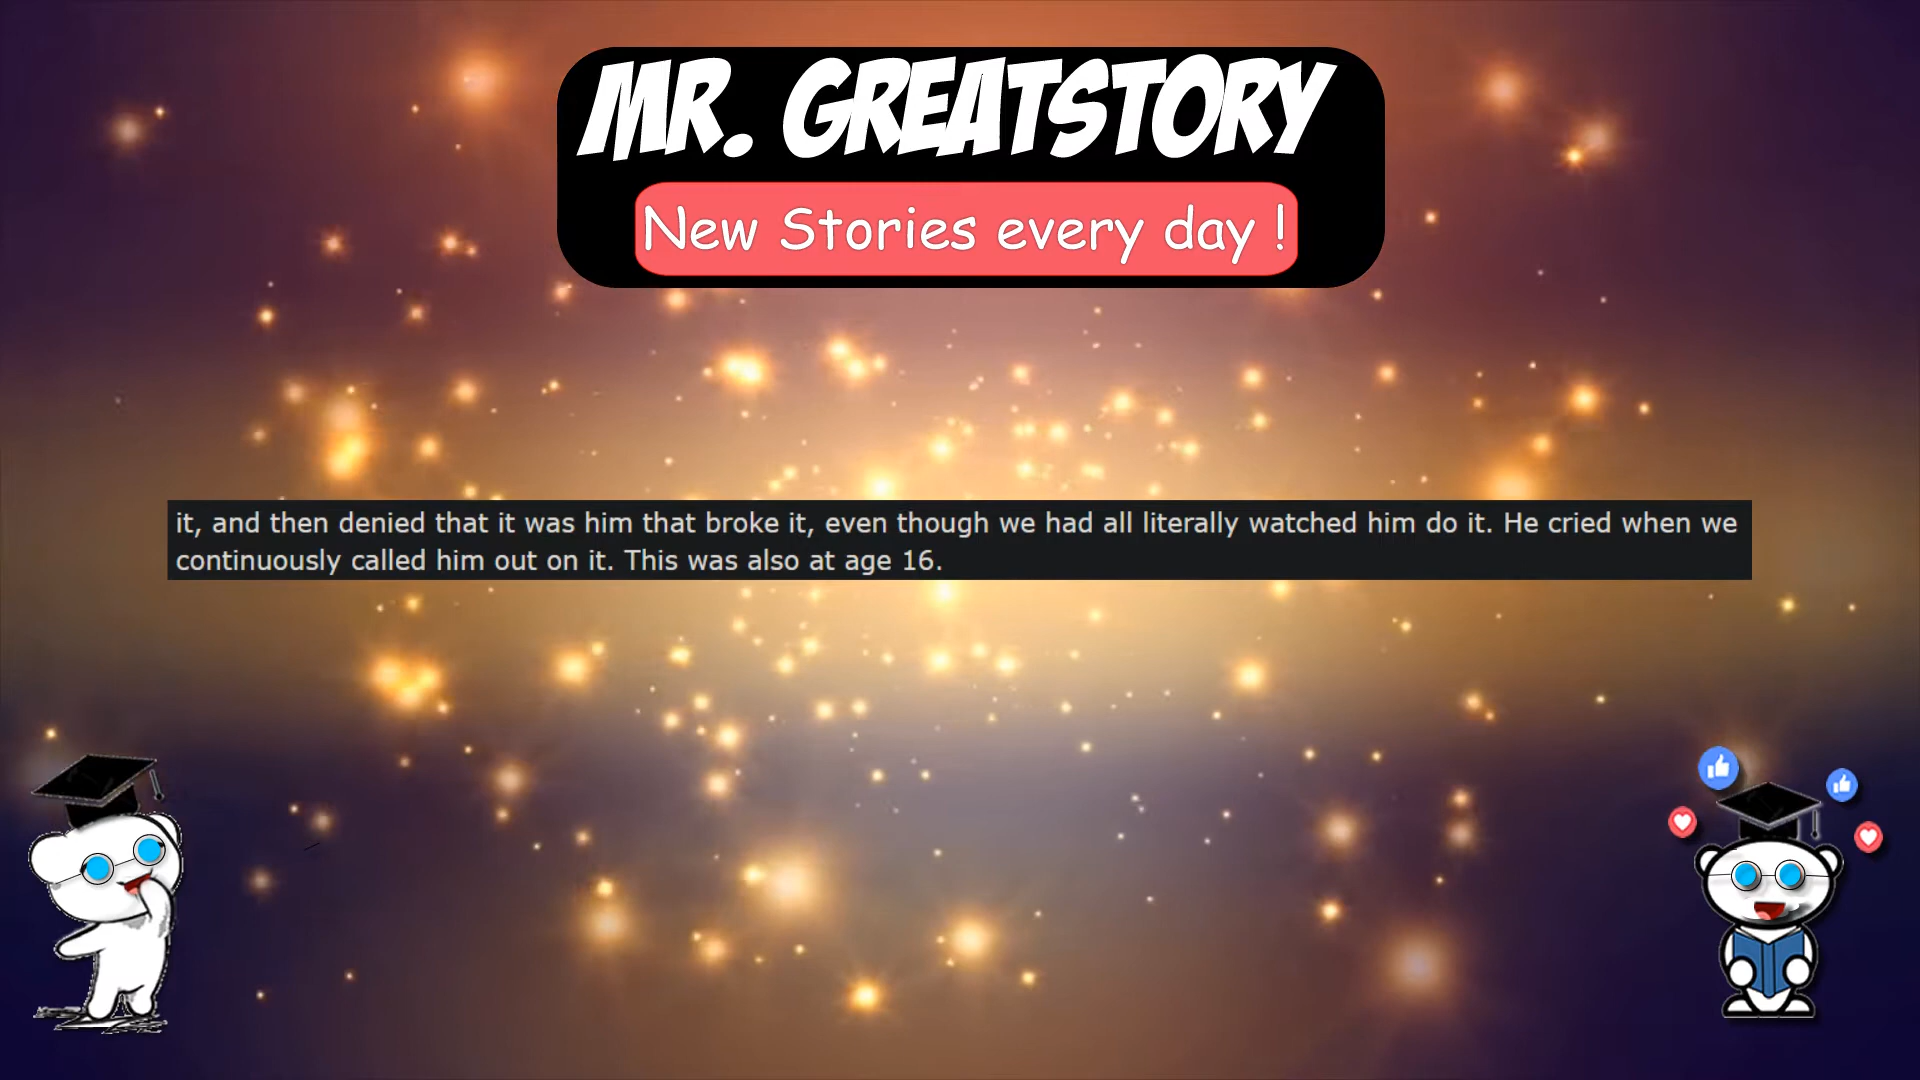 MR. GREATSTORY
New Stories every day !
it, and then denied that it was him that broke it, even though we had all literally watched him do it. He cried when we
continuously called him out on it. This was also at age 16.